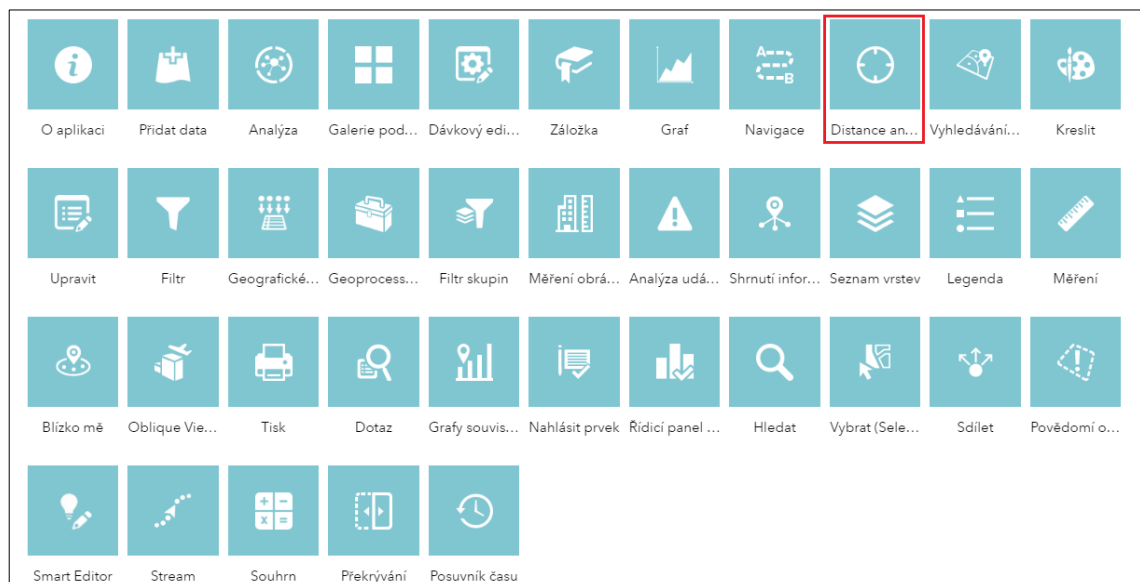 O aplikaci
Přidat data
Analýza
Galerie pod...
Dávkový edi...
Záložka
Graf
A
B
Navigace
Distance an...
Vyhledávání...
Kreslit
Upravit
Filtr
Geografické...
Geoprocess...
Filtr skupin
Měření obrá...
Analýza udá...
Shrnutí infor...
Seznam vrstev
Legenda
Měření
Blízko mě
Oblique Vie...
Tisk
Dotaz
Grafy souvis...
Nahlásit prvek
Řídicí panel ...
Hledat
Vybrat (Sele...
Sdílet
Povědomí o...
Smart Editor
Stream
Souhrn
Překrývání
Posuvník času